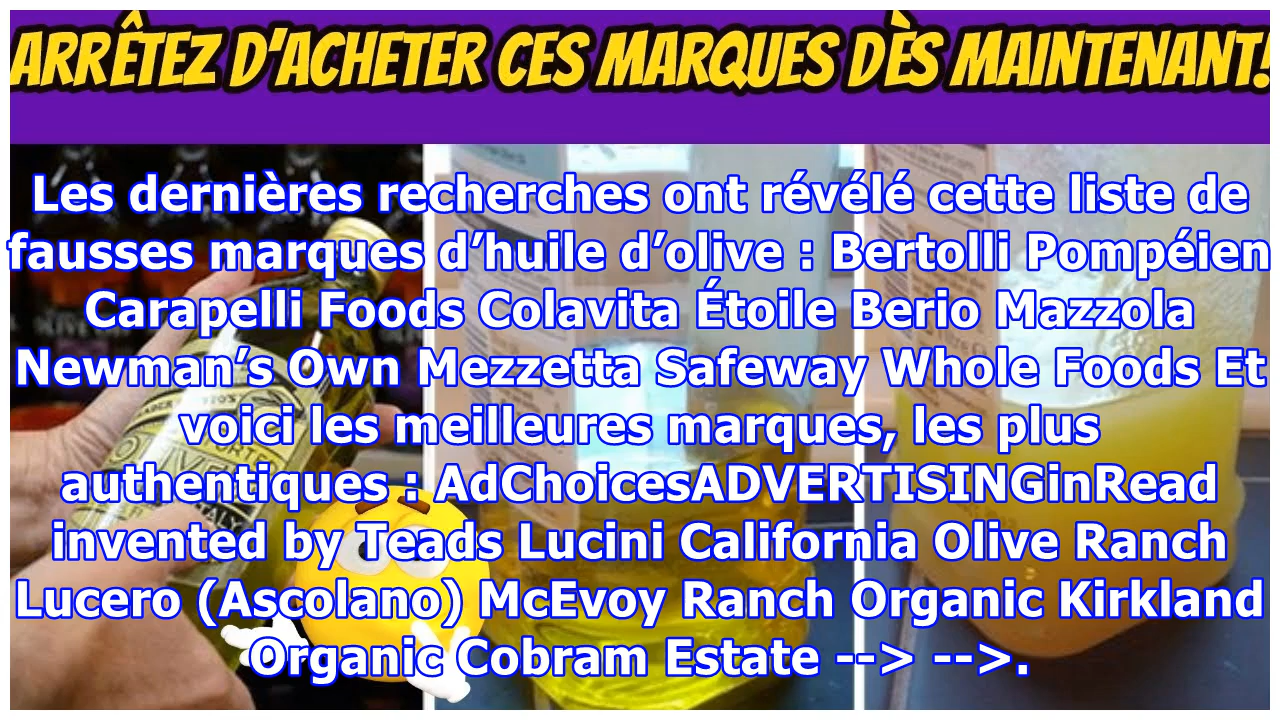 ARRÊTEZ D'ACHETER CES MARQUES DÈS MAINTENANT!
Les dernières recherches ont révélé cette liste de
fausses marques d’huile d’olive : Bertolli Pompéien
Carapelli Foods Colavita Étoile Berio Mazzola
Newman’s Own Mezzetta Safeway Whole Foods Et
voici les meilleures marques, les plus
authentiques : AdChoicesADVERTISINGinRead
invented by Teads Lucini California Olive Ranch
Lucero (Ascolano) McEvoy Ranch Organic Kirkland
Organic Cobram Estate --> -->.